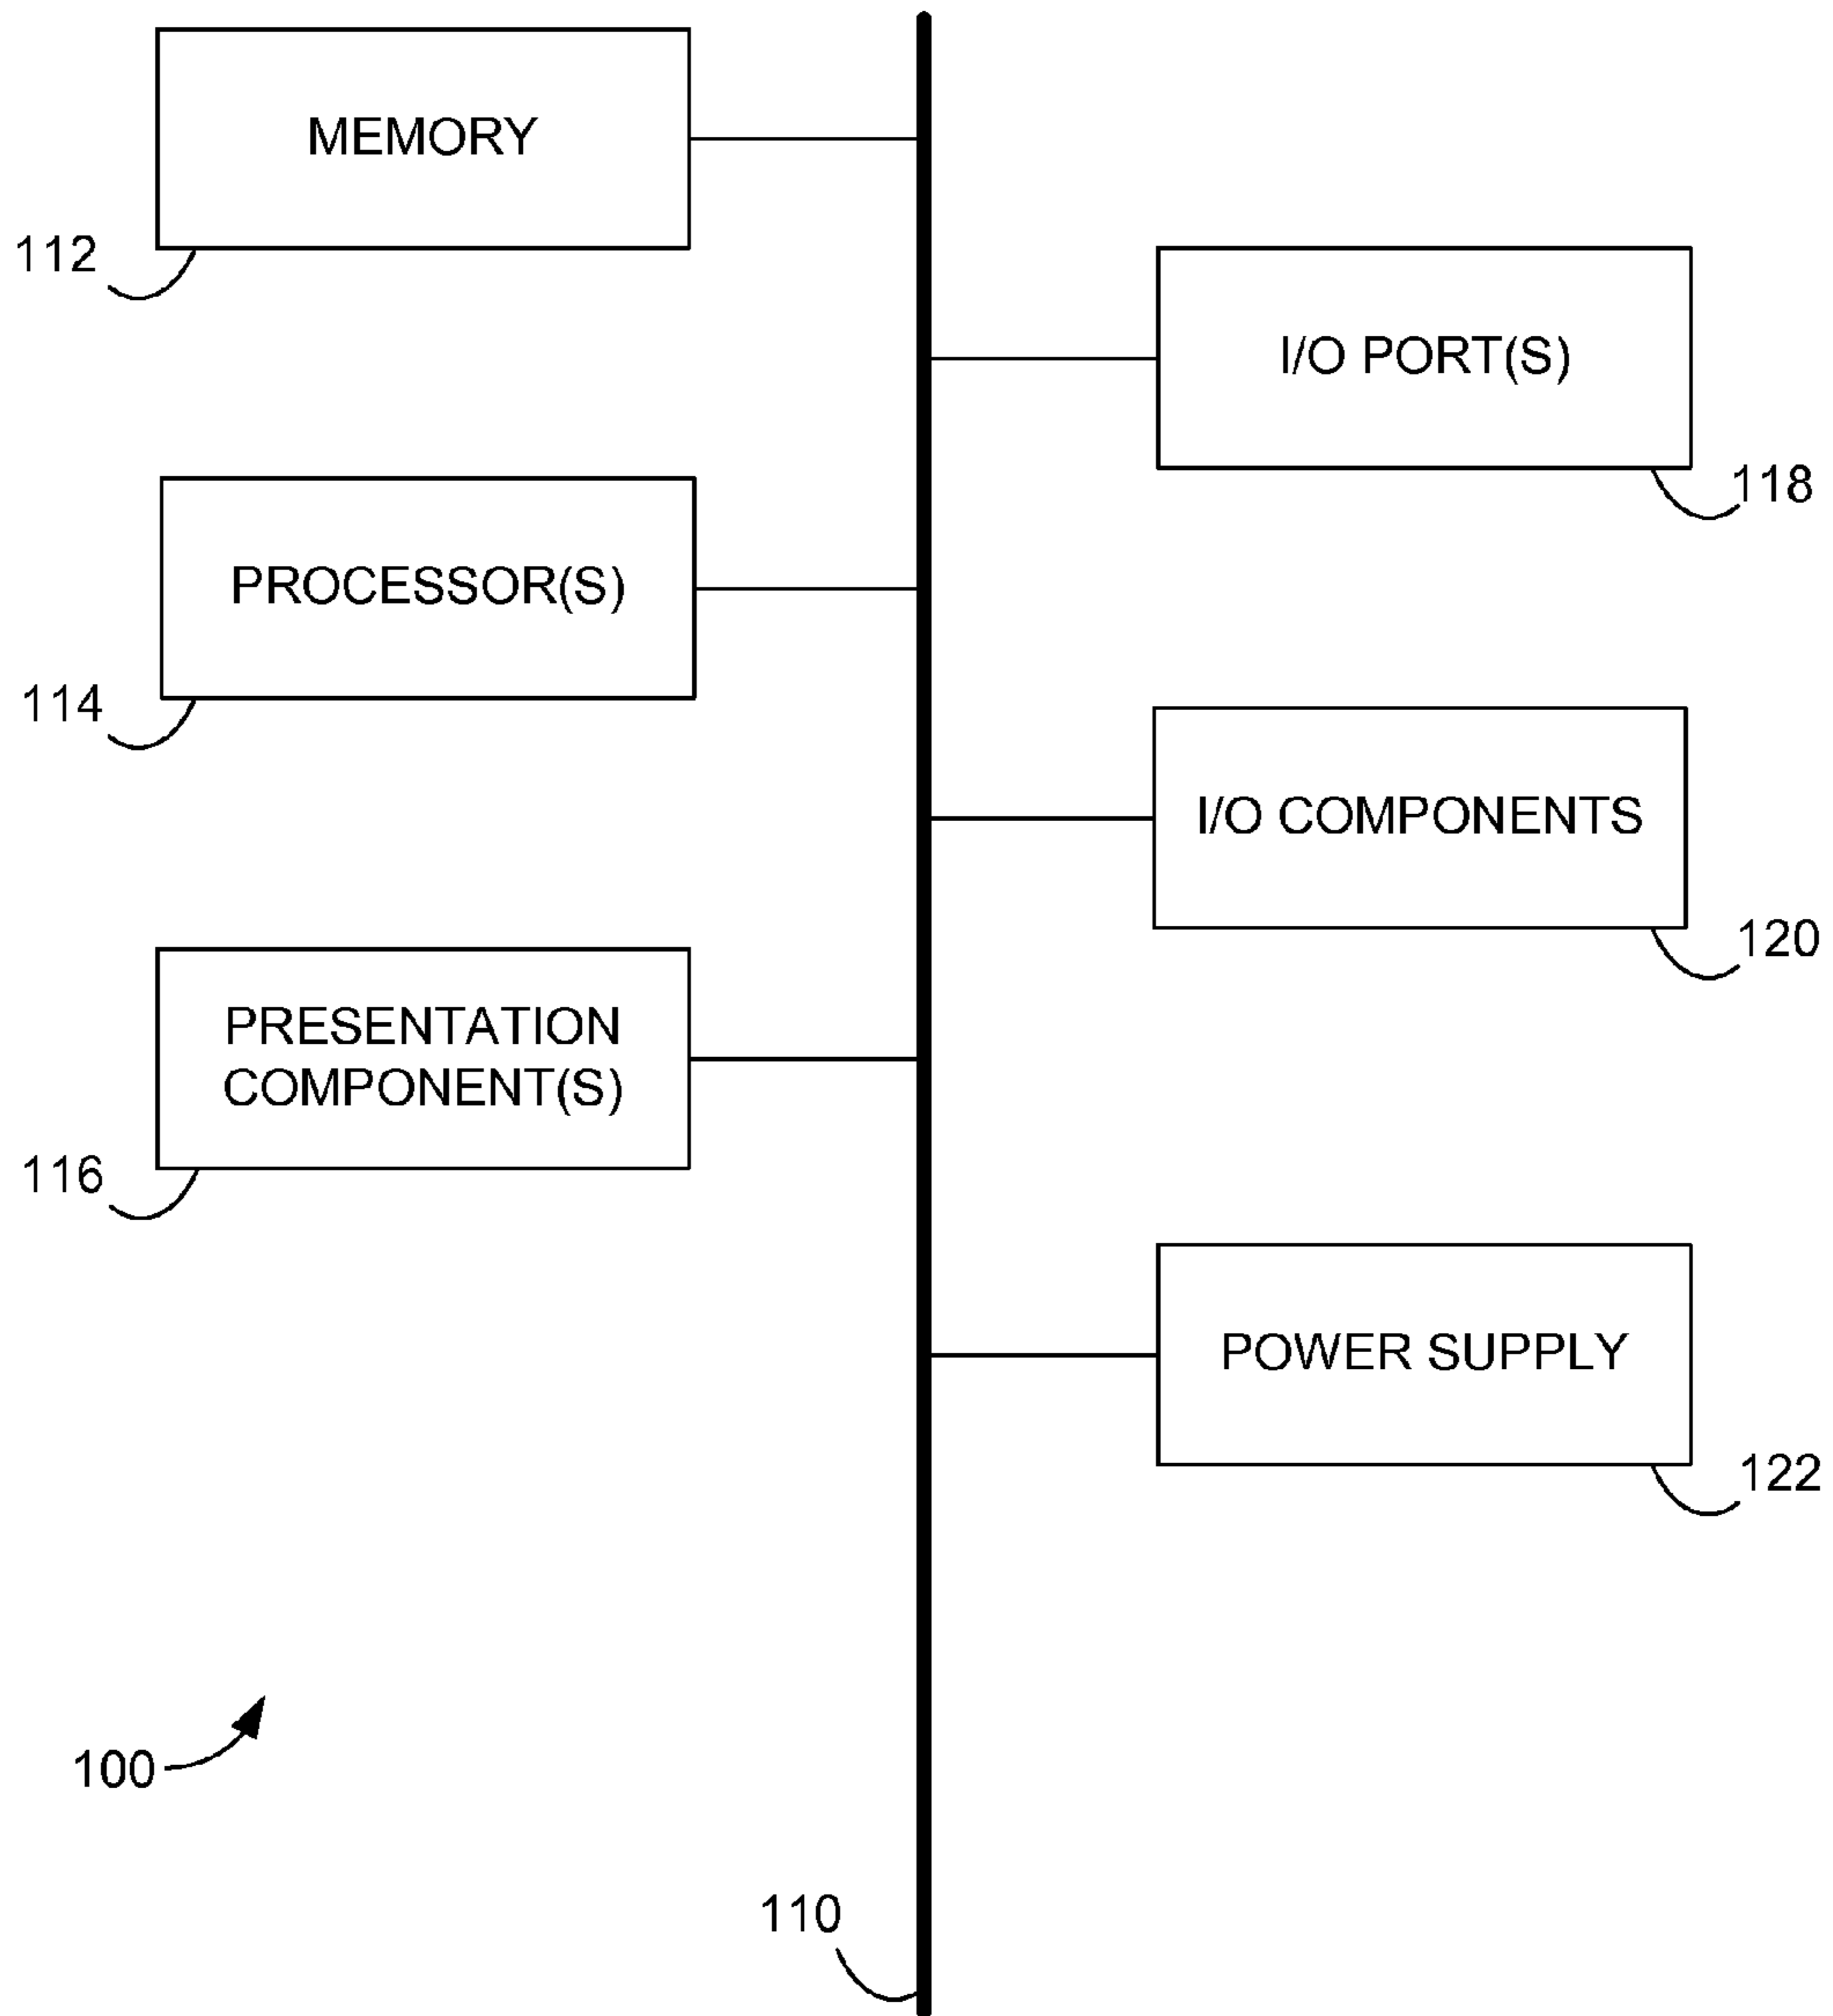 MEMORY
112
I/O PORT(S)
118
PROCESSOR(S)
114
I/O COMPONENTS
120
PRESENTATION
COMPONENT(S)
116
POWER SUPPLY
122
100
110